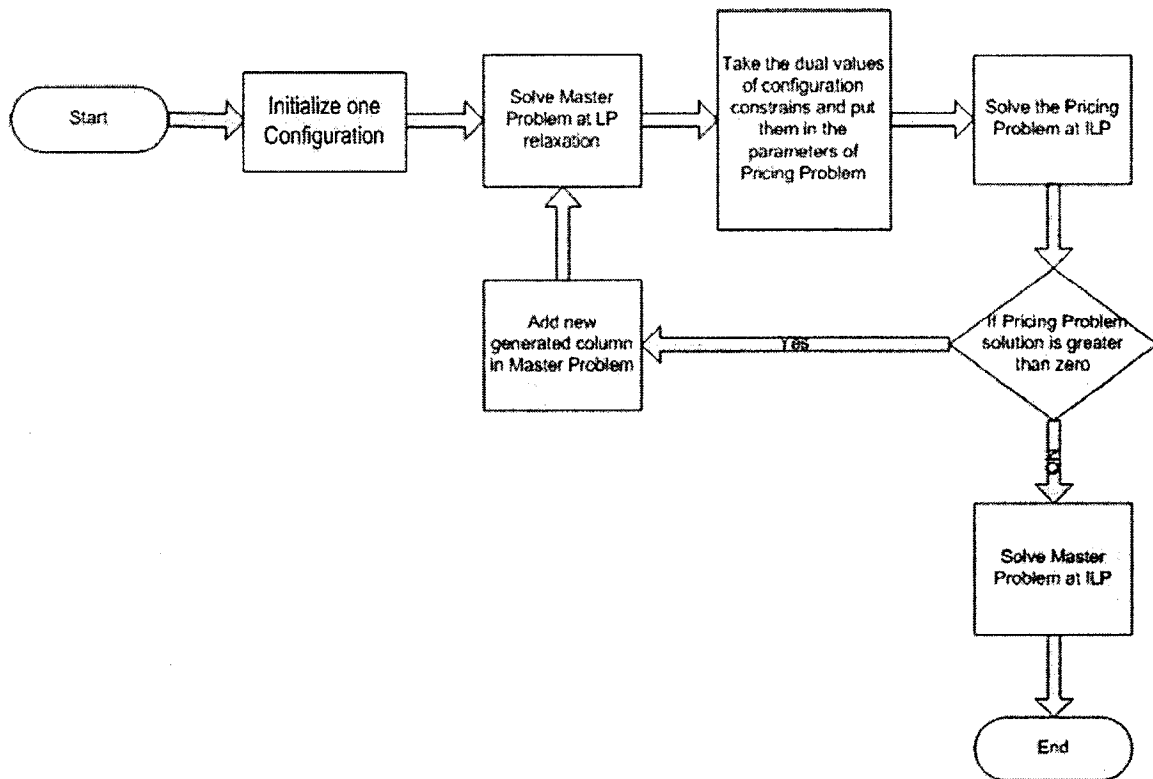 Start
Initialize one
Configuration
Solve Master
Problem at LP
relaxation
Take the dual values
of configuration
constrains and put
them in the
parameters of
Pricing Problem
Solve the Pricing
Problem at ILP
If Pricing Problem
solution is greater
than zero
Yes
Add new
generated column
in Master Problem
NO
Solve Master
Problem at ILP
End